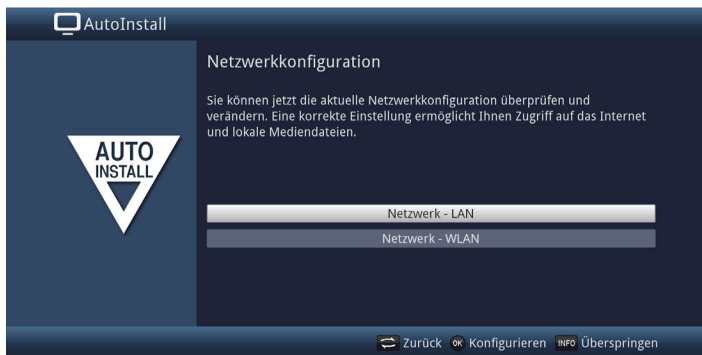 AutoInstall
Netzwerkkonfiguration
Sie können jetzt die aktuelle Netzwerkkonfiguration überprüfen und
verändern. Eine korrekte Einstellung ermöglicht Ihnen Zugriff auf das Internet
und lokale Mediendateien.
AUTO
INSTALL
Netzwerk - LAN
Netzwerk - WLAN
Zurück OK Konfigurieren INFO Überspringen